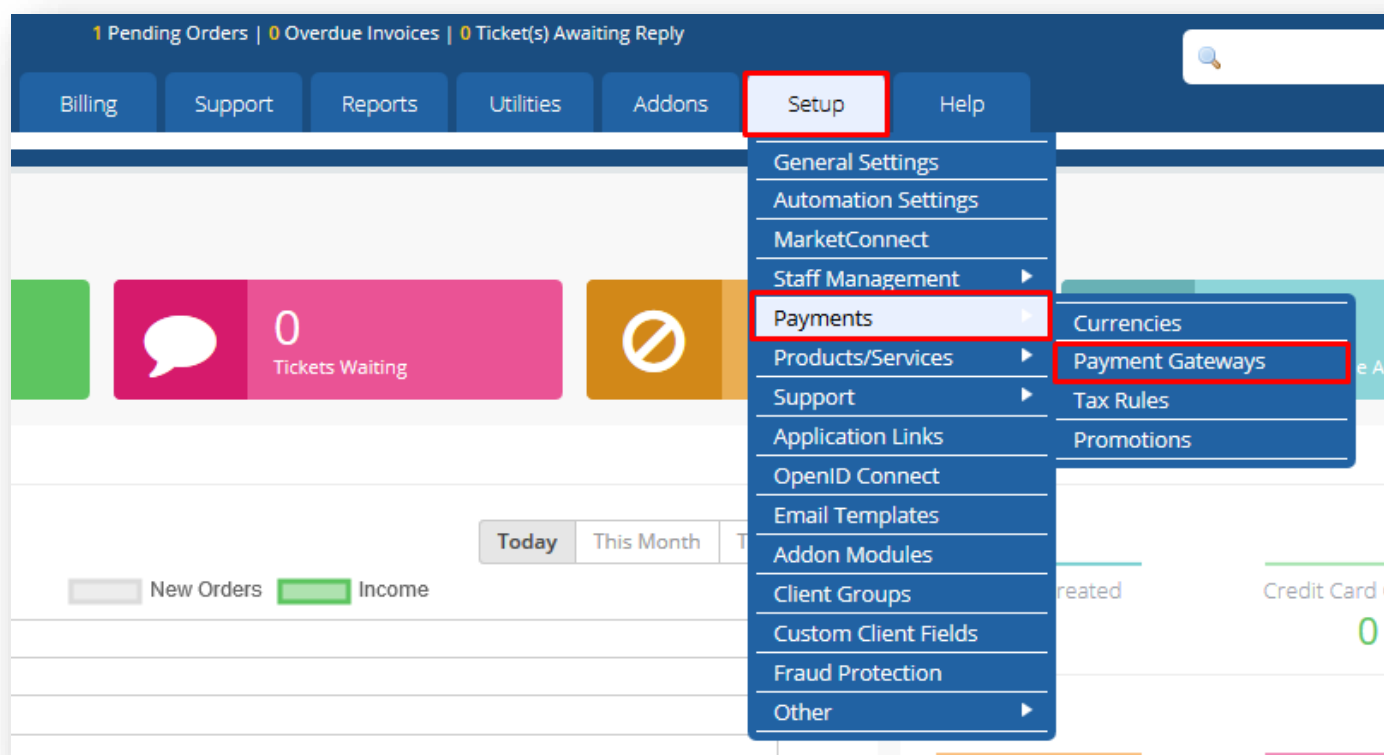 1 Pending Orders | 0 Overdue Invoices | 0 Ticket(s) Awaiting Reply
Billing
Support
Reports
Utilities
Addons
Setup
Help
General Settings
Automation Settings
MarketConnect
Staff Management
Payments
Products/Services
Support
Application Links
OpenID Connect
Email Templates
Addon Modules
Client Groups
Custom Client Fields
Fraud Protection
Other
Currencies
Payment Gateways
Tax Rules
Promotions
0
Tickets Waiting
Today
This Month
New Orders
Income
Credit Card
0